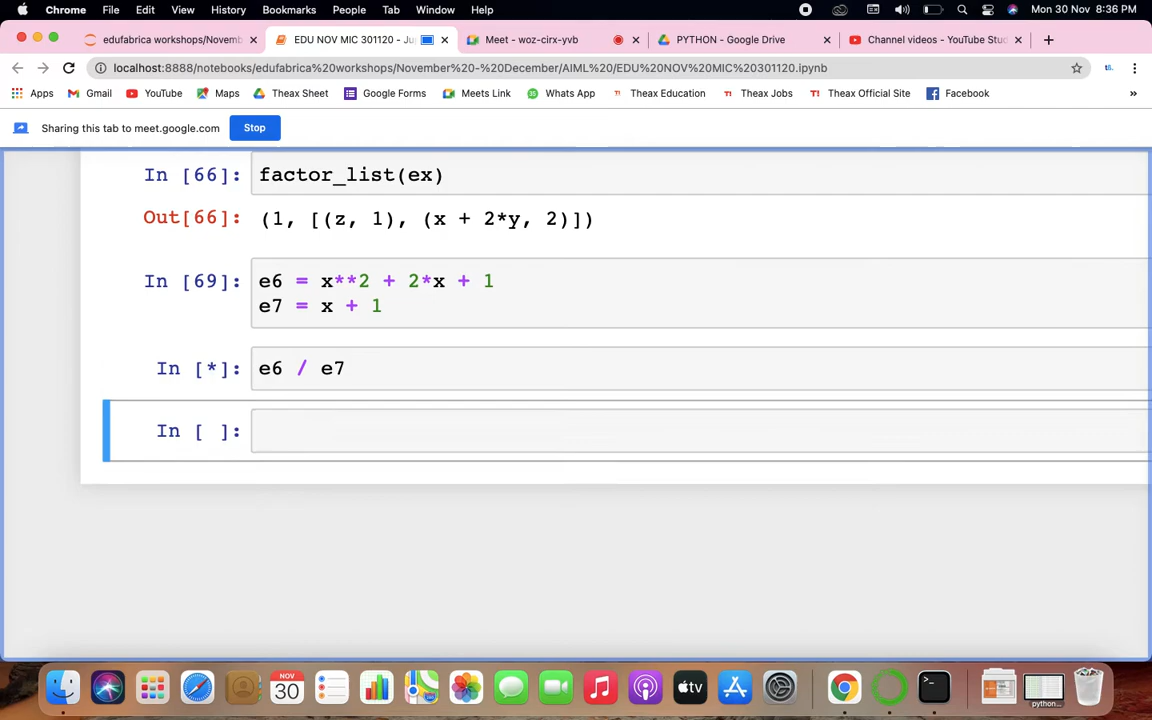 Chrome File Edit View History Bookmarks People Tab Window Help Mon 30 Nov 8:36 PM
edufabrica workshops/Novemb EDU NOV MIC 301120 - Ju Meet - woz-cirx-yvb PYTHON - Google Drive Channel videos - YouTube Stud
localhost:8888/notebooks/edufabrica%20workshops/November%20-%20December/AIML%20/EDU%20NOV%20MIC%20301120.ipynb
Apps Gmail YouTube Maps Theax Sheet Google Forms Meets Link Whats App Theax Education Theax Jobs Theax Official Site Facebook »
Sharing this tab to meet.google.com Stop
In [66]: factor_list(ex)
Out[66]: (1, [(z, 1), (x + 2*y, 2)])
In [69]: e6 = x**2 + 2*x + 1
e7 = x + 1
In [*]: e6 / e7
In [ ]:
NOV
30
tv
python...